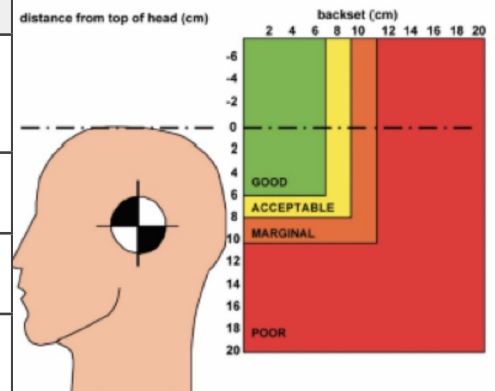 distance from top of head (cm)
backset (cm)
2 4 6 8 10 12 14 16 18 20
-6
-4
-2
0
2
4
6
8
10
12
14
16
18
20
GOOD
ACCEPTABLE
MARGINAL
POOR